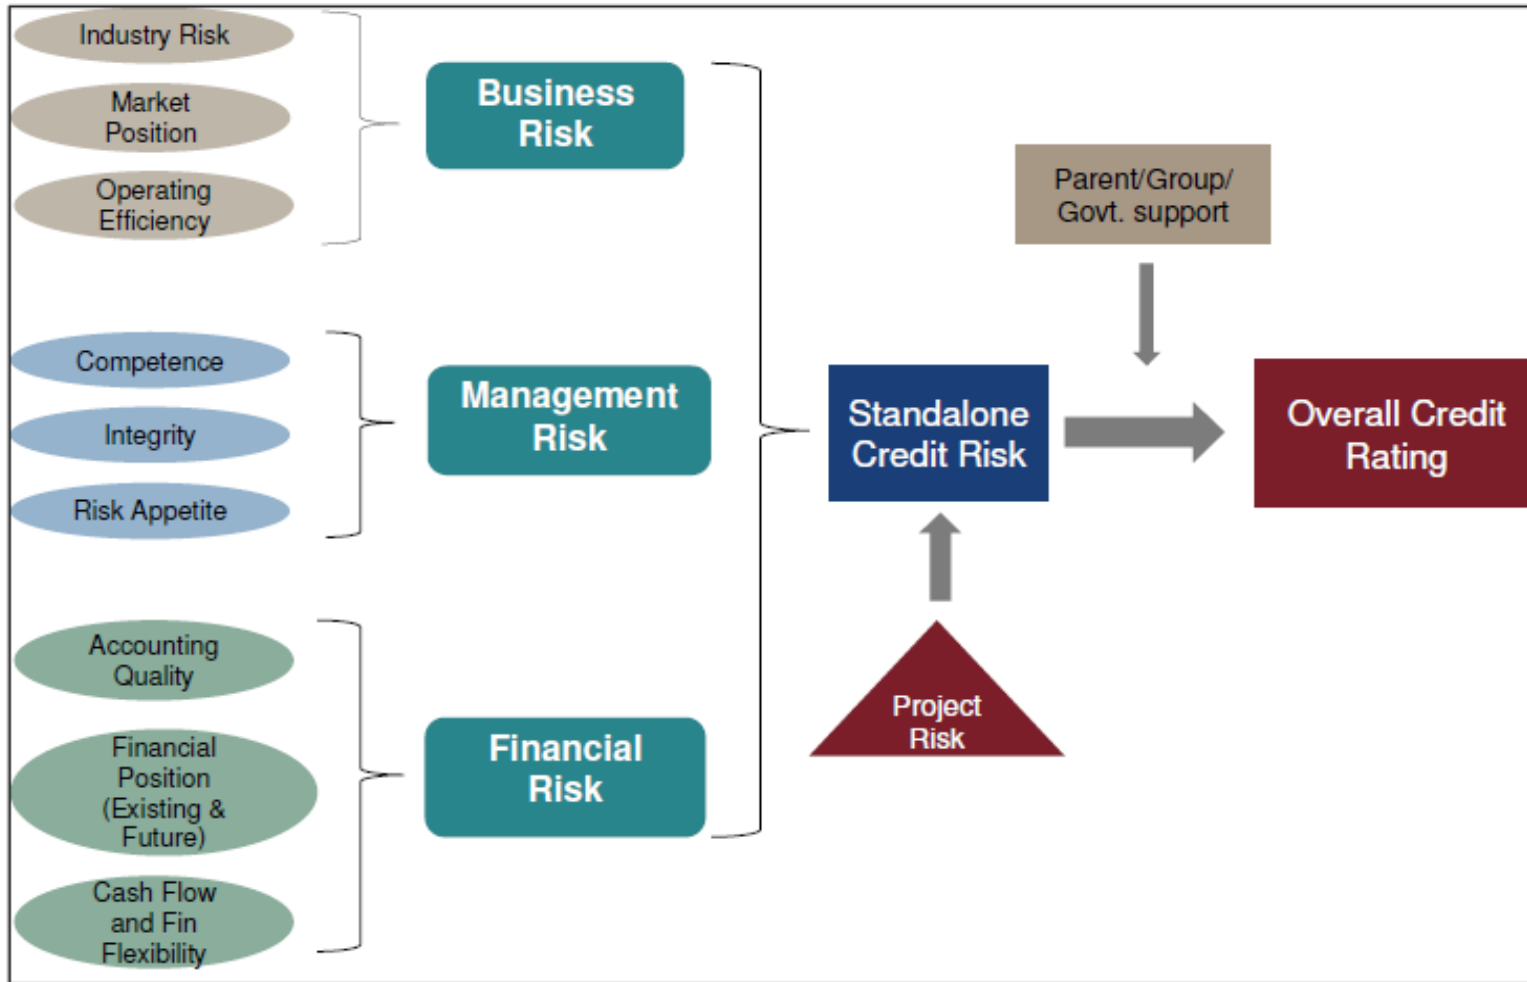 Industry Risk
Market
Position
Operating
Efficiency
Business
Risk
Competence
Integrity
Risk Appetite
Management
Risk
Accounting
Quality
Financial
Position
(Existing &
Future)
Cash Flow
and Fin
Flexibility
Financial
Risk
Standalone
Credit Risk
Project
Risk
Parent/Group/
Govt. support
Overall Credit
Rating